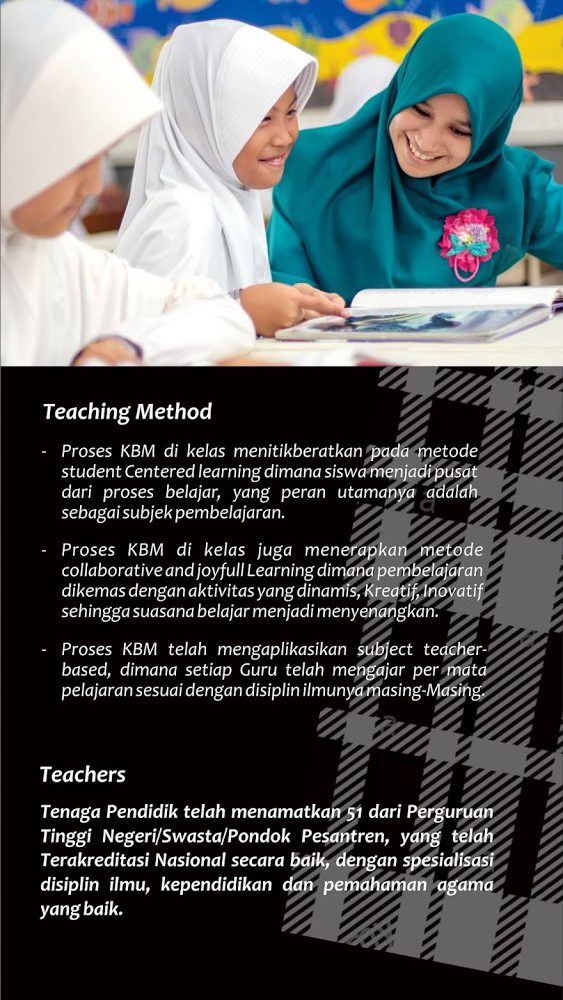 Teaching Method
- Proses KBM di kelas menitikberatkan pada metode
student Centered learning dimana siswa menjadi pusat
dari proses belajar, yang peran utamanya adalah
sebagai subjek pembelajaran.
- Proses KBM di kelas juga menerapkan metode
collaborative and joyfull Learning dimana pembelajaran
dikemas dengan aktivitas yang dinamis, Kreatif, Inovatif
sehingga suasana belajar menjadi menyenangkan.
- Proses KBM telah mengaplikasikan subject teacher-
based, dimana setiap Guru telah mengajar per mata
pelajaran sesuai dengan disiplin ilmunya masing-Masing.
Teachers
Tenaga Pendidik telah menamatkan 51 dari Perguruan
Tinggi Negeri/Swasta/Pondok Pesantren, yang telah
Terakreditasi Nasional secara baik, dengan spesialisasi
disiplin ilmu, kependidikan dan pemahaman agama
yang baik.